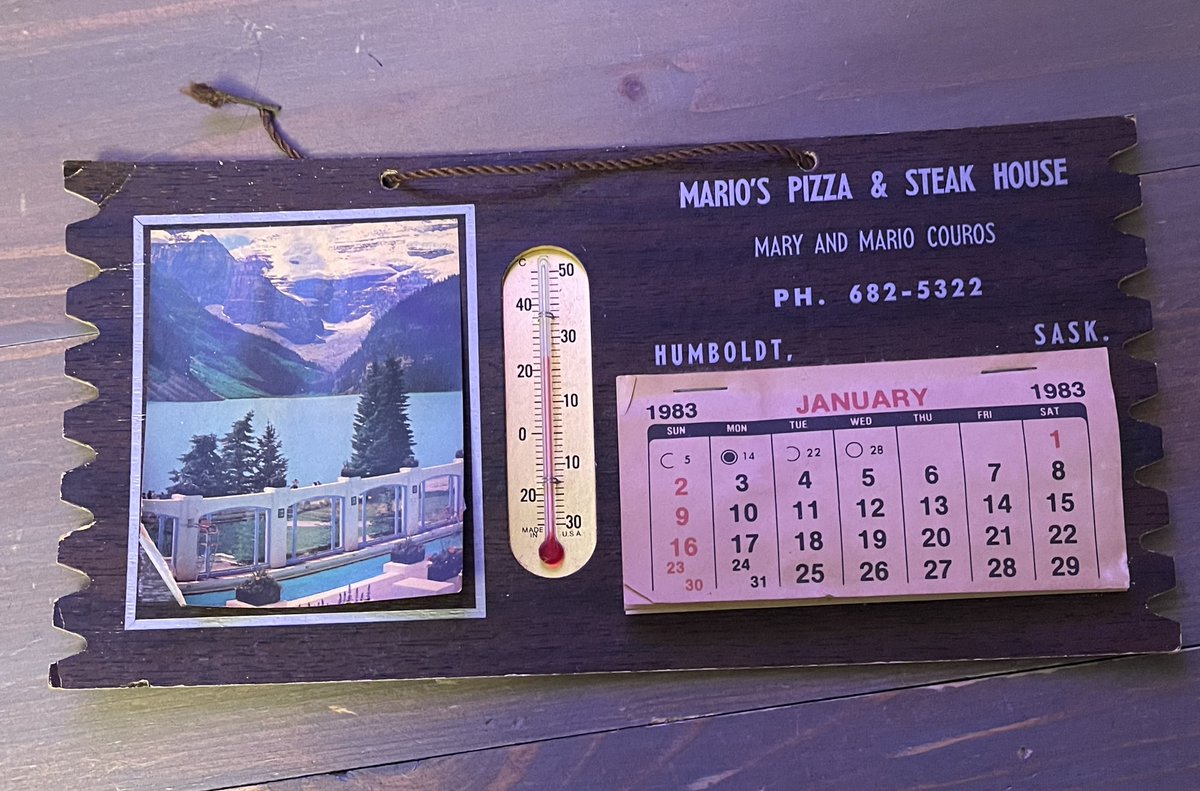 MARIO'S PIZZA & STEAK HOUSE
MARY AND MARIO COUROS
PH. 682-5322
HUMBOLDT, SASK.
C
50
40
30
20
10
0
10
20
30
MADE IN U.S.A
1983 JANUARY 1983
SUN MON TUE WED THU FRI SAT
5 14 22 28 1
2 3 4 5 6 7 8
9 10 11 12 13 14 15
16 17 18 19 20 21 22
23 24 25 26 27 28 29
30 31